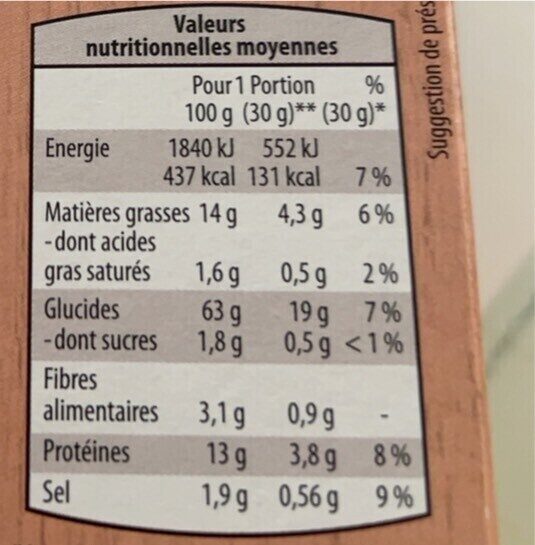 Valeurs
nutritionnelles moyennes
Pour 1 Portion %
100 g (30 g)** (30 g)*
Energie 1840 kJ 552 kJ
437 kcal 131 kcal 7 %
Matières grasses 14 g 4,3 g 6 %
- dont acides
gras saturés 1,6 g 0,5 g 2 %
Glucides 63 g 19 g 7 %
- dont sucres 1,8 g 0,5 g < 1 %
Fibres
alimentaires 3,1 g 0,9 g -
Protéines 13 g 3,8 g 8 %
Sel 1,9 g 0,56 g 9 %
Suggestion de prés